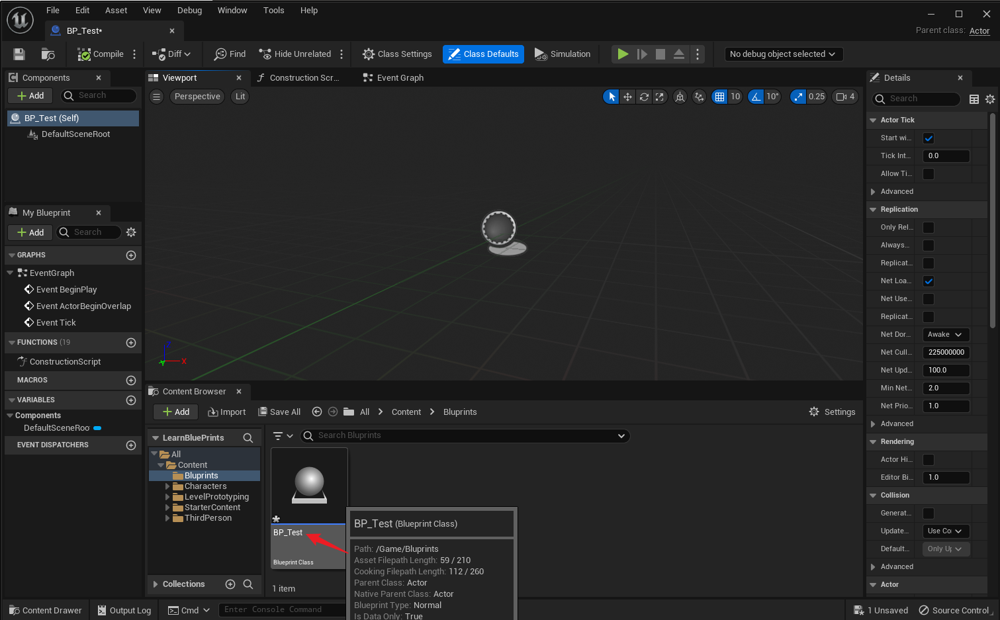 File Edit Asset View Debug Window Tools Help
BP_Test*
Parent class: Actor
Compile Diff Find Hide Unrelated Class Settings Class Defaults Simulation No debug object selected
Components
Add Search
BP_Test (Self)
DefaultSceneRoot
My Blueprint
Add Search
GRAPHS
EventGraph
Event BeginPlay
Event ActorBeginOverlap
Event Tick
FUNCTIONS (19
ConstructionScript
MACROS
VARIABLES
Components
DefaultSceneRoo
EVENT DISPATCHERS
Viewport Construction Scr... Event Graph
Perspective Lit 10 10° 0.25 4
Z
X
Y
Content Browser
Add Import Save All All Content Bluprints Settings
LearnBluePrints
All
Content
Bluprints
Characters
LevelPrototyping
StarterContent
ThirdPerson
Collections
Search Bluprints
BP_Test
Blueprint Class
1 item
BP_Test (Blueprint Class)
Path: /Game/Bluprints
Asset Filepath Length: 59 / 210
Cooking Filepath Length: 112 / 260
Parent Class: Actor
Native Parent Class: Actor
Blueprint Type: Normal
Is Data Only: True
Details
Search
Actor Tick
Start wi...
Tick Int... 0.0
Allow Ti...
Advanced
Replication
Only Rel...
Always...
Replicat...
Net Loa...
Net Use...
Replicat...
Net Dor... Awake
Net Cull... 225000000
Net Upd... 100.0
Min Net... 2.0
Net Prio... 1.0
Advanced
Rendering
Actor Hi...
Editor Bi... 1.0
Collision
Generat...
Update... Use Co
Default... Only Up
Advanced
Actor
Content Drawer Output Log Cmd Enter Console Command 1 Unsaved Source Control